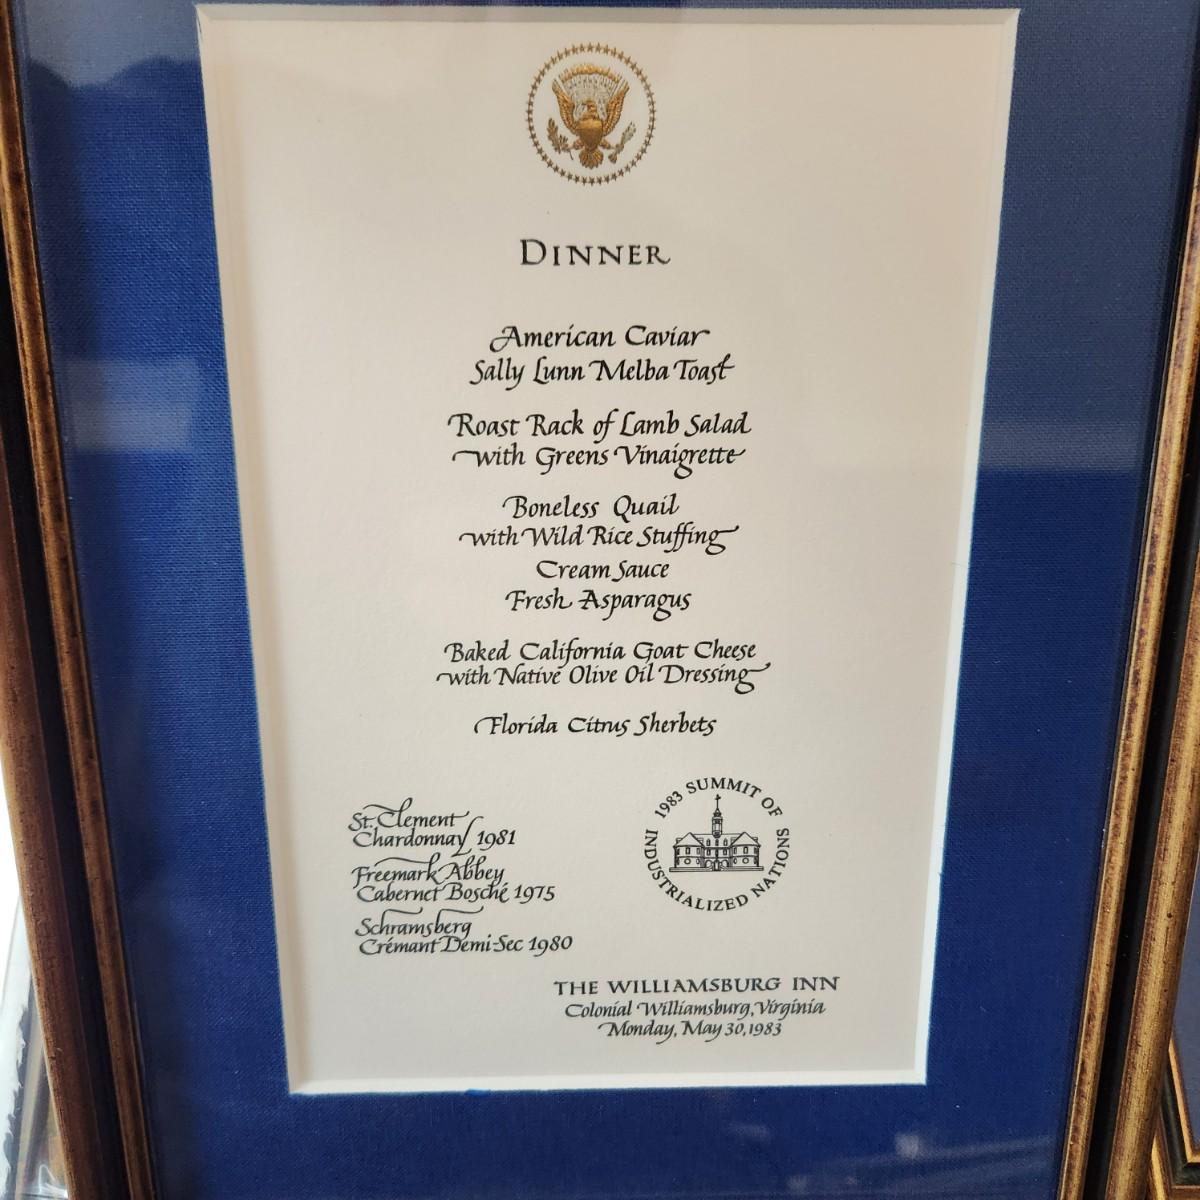 DINNER
American Caviar
Sally Lunn Melba Toast
Roast Rack of Lamb Salad
with Greens Vinaigrette
Boneless Quail
with Wild Rice Stuffing
Cream Sauce
Fresh Asparagus
Baked California Goat Cheese
with Native Olive Oil Dressing
Florida Citrus Sherbets
St. Clement
Chardonnay 1981
Freemark Abbey
Cabernet Bosché 1975
Schramsberg
Crémant Demi-Sec 1980
1983 SUMMIT OF
INDUSTRIALIZED NATIONS
THE WILLIAMSBURG INN
Colonial Williamsburg, Virginia
Monday, May 30, 1983